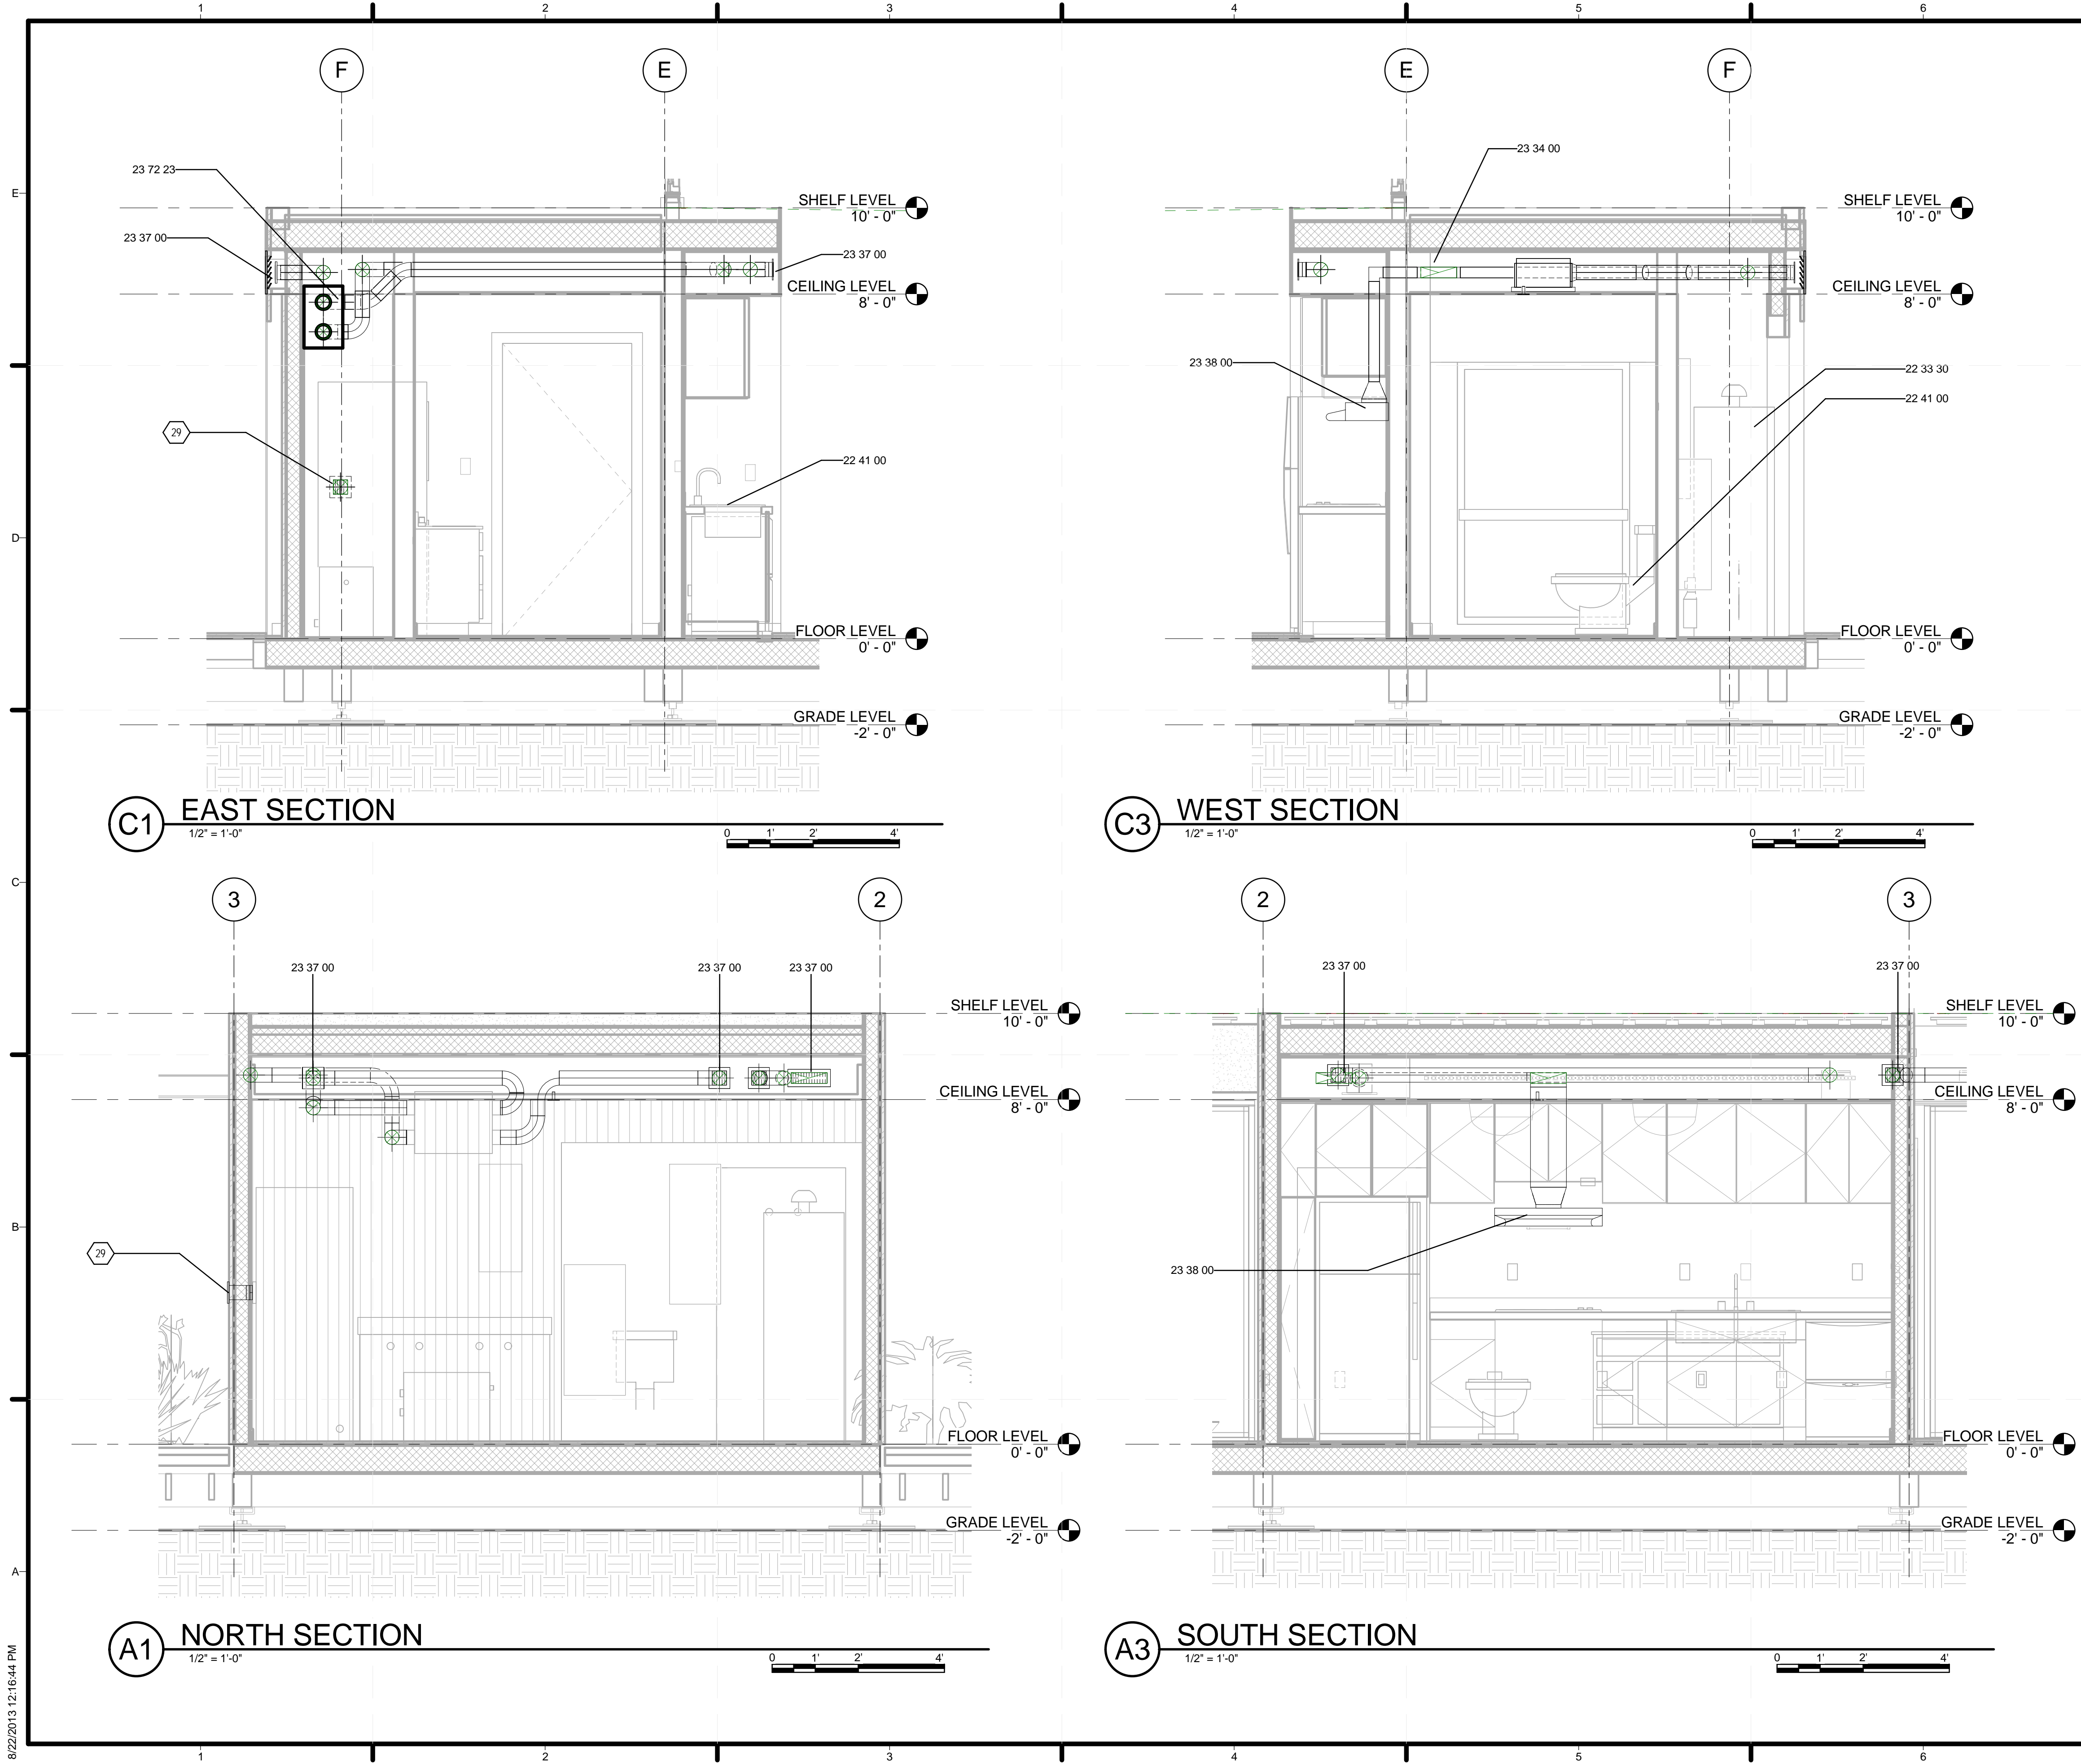 1 2 3 4 5 6
F E E F
23 34 00
23 72 23
E
SHELF LEVEL
10' - 0"
SHELF LEVEL
10' - 0"
23 37 00
23 37 00
CEILING LEVEL
8' - 0"
CEILING LEVEL
8' - 0"
23 38 00
22 33 30
22 41 00
29
22 41 00
D
FLOOR LEVEL
0' - 0"
FLOOR LEVEL
0' - 0"
GRADE LEVEL
-2' - 0"
GRADE LEVEL
-2' - 0"
C1 EAST SECTION
1/2" = 1'-0"
0 1' 2' 4'
C3 WEST SECTION
1/2" = 1'-0"
0 1' 2' 4'
C
3 2 2 3
23 37 00 23 37 00 23 37 00
23 37 00 23 37 00
SHELF LEVEL
10' - 0"
SHELF LEVEL
10' - 0"
CEILING LEVEL
8' - 0"
CEILING LEVEL
8' - 0"
B
29
23 38 00
FLOOR LEVEL
0' - 0"
FLOOR LEVEL
0' - 0"
GRADE LEVEL
-2' - 0"
GRADE LEVEL
-2' - 0"
A
A1 NORTH SECTION
1/2" = 1'-0"
0 1' 2' 4'
A3 SOUTH SECTION
1/2" = 1'-0"
0 1' 2' 4'
8/22/2013 12:16:44 PM
1 2 3 4 5 6